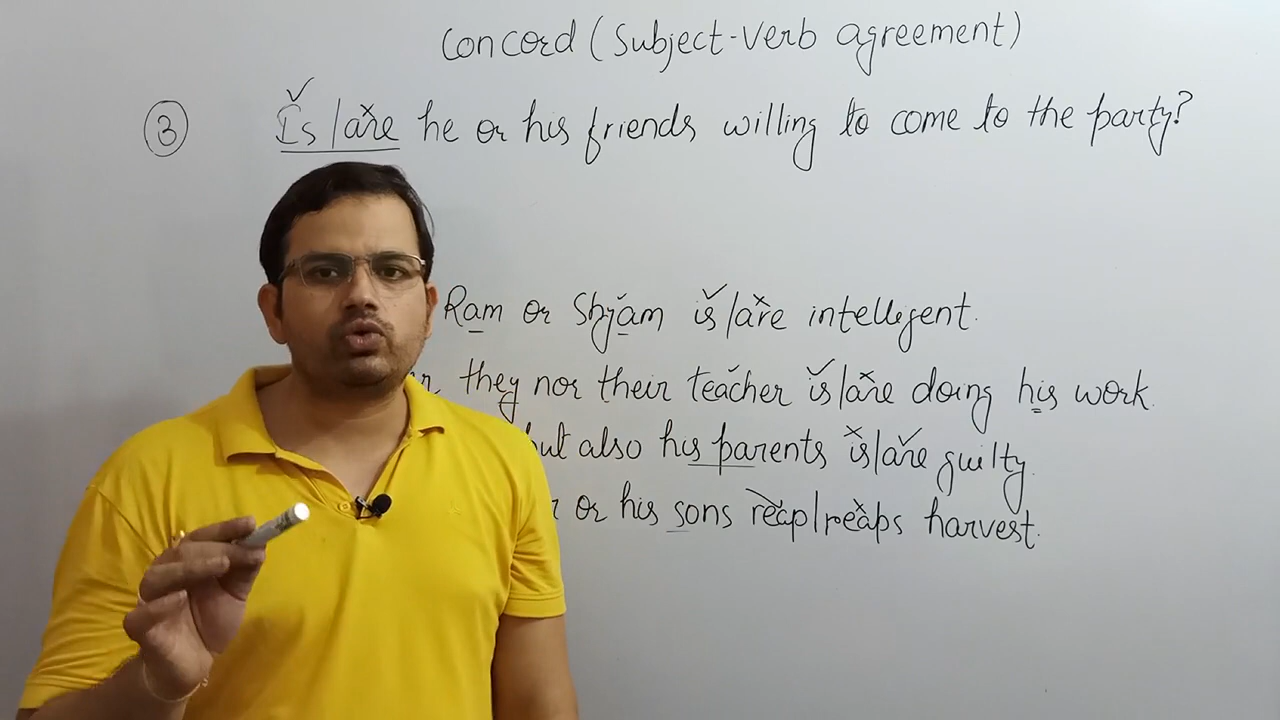 Concord (Subject-Verb agreement)
3 Is/are he or his friends willing to come to the party?
Ram or Shyam is/are intelligent.
they nor their teacher is/are doing his work.
but also his parents is/are guilty.
or his sons reap/reaps harvest.